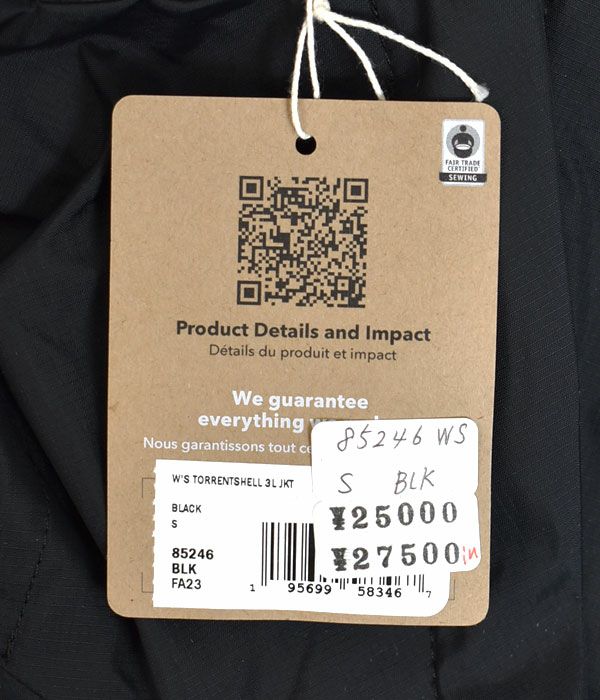 FAIR TRADE
CERTIFIED
SEWING
Product Details and Impact
Détails du produit et impact
We guarantee
everything
Nous garantissons tout
85246 WS
S BLK
¥25000
¥27500in
W'S TORRENTSHELL 3L JKT
BLACK
S
85246
BLK
FA23
1 95699 58346 7